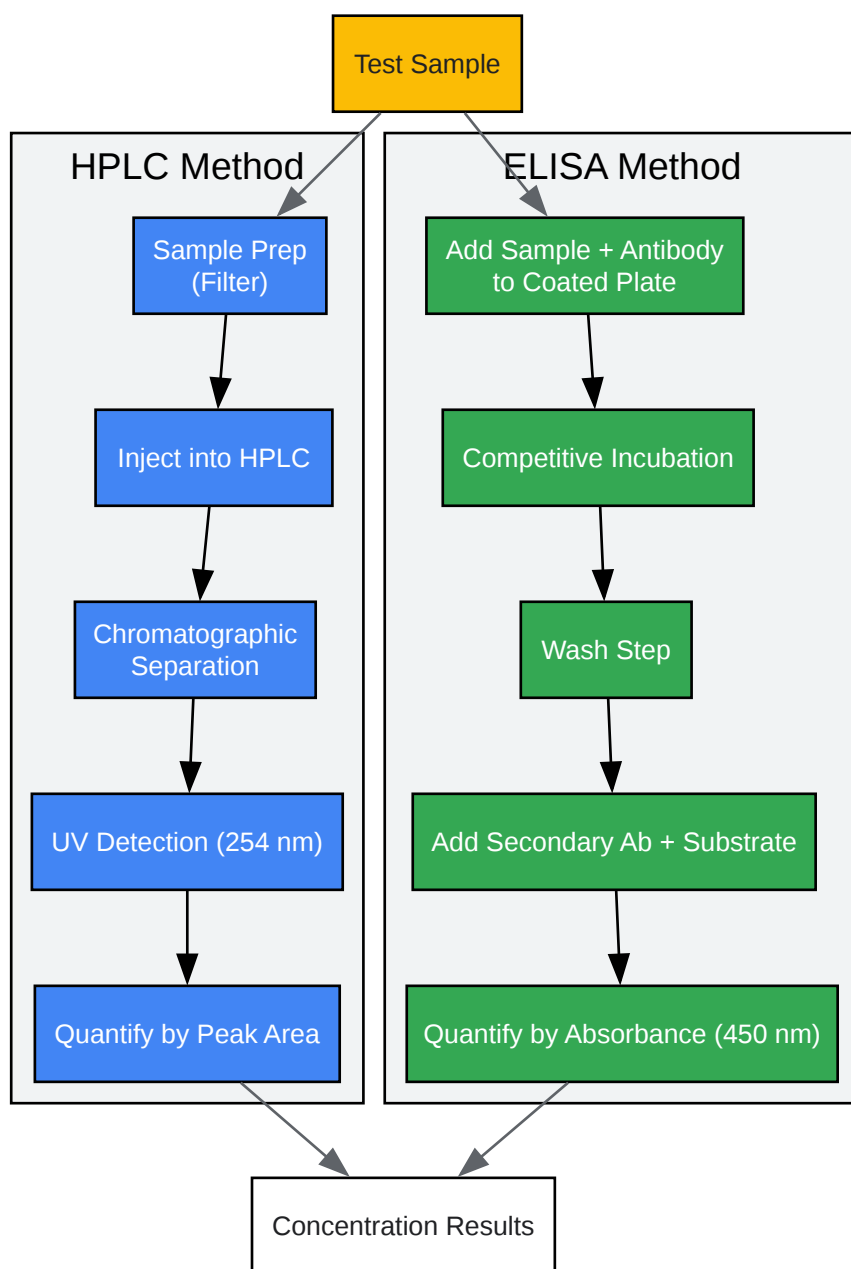 Test Sample
HPLC Method
Sample Prep
(Filter)
Inject into HPLC
Chromatographic
Separation
UV Detection (254 nm)
Quantify by Peak Area
ELISA Method
Add Sample + Antibody
to Coated Plate
Competitive Incubation
Wash Step
Add Secondary Ab + Substrate
Quantify by Absorbance (450 nm)
Concentration Results